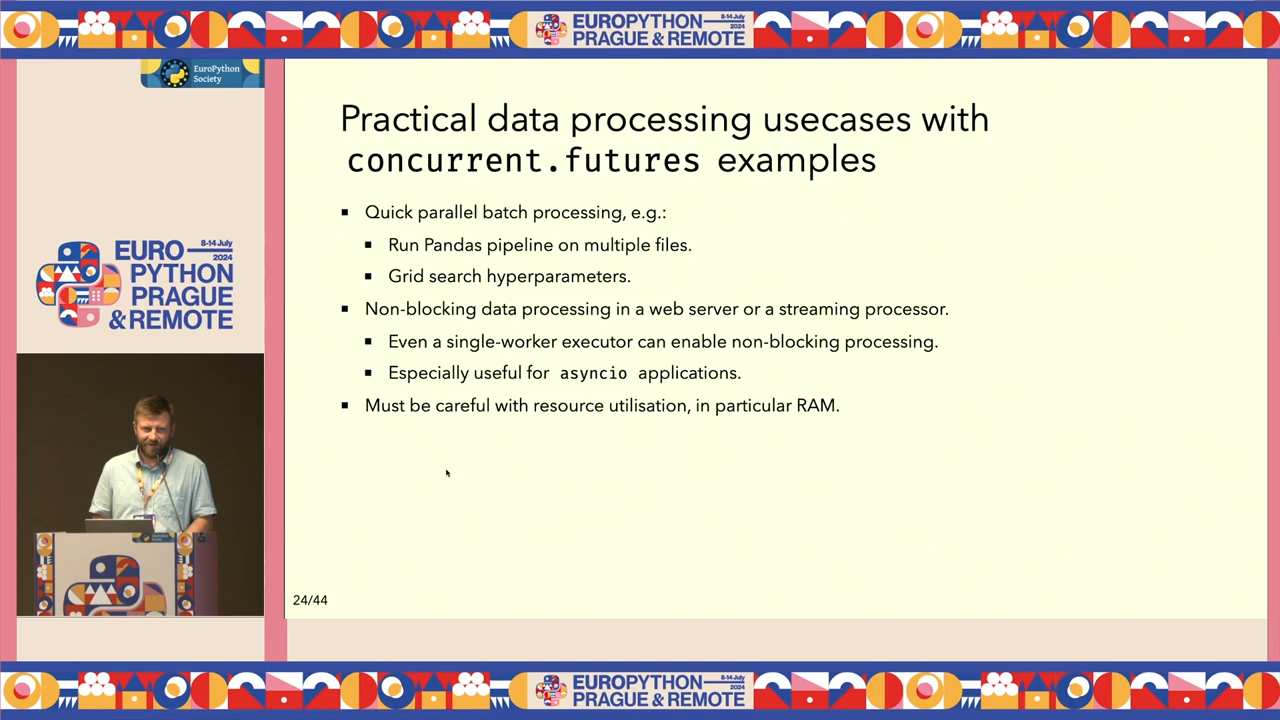 EUROPYTHON
8-14 July
2024
PRAGUE & REMOTE
EuroPython
Society
EURO
8-14 July
2024
PYTHON
PRAGUE
& REMOTE
Practical data processing usecases with
concurrent.futures examples
Quick parallel batch processing, e.g.:
Run Pandas pipeline on multiple files.
Grid search hyperparameters.
Non-blocking data processing in a web server or a streaming processor.
Even a single-worker executor can enable non-blocking processing.
Especially useful for asyncio applications.
Must be careful with resource utilisation, in particular RAM.
24/44
EUROPYTHON
8-14 July
2024
PRAGUE & REMOTE